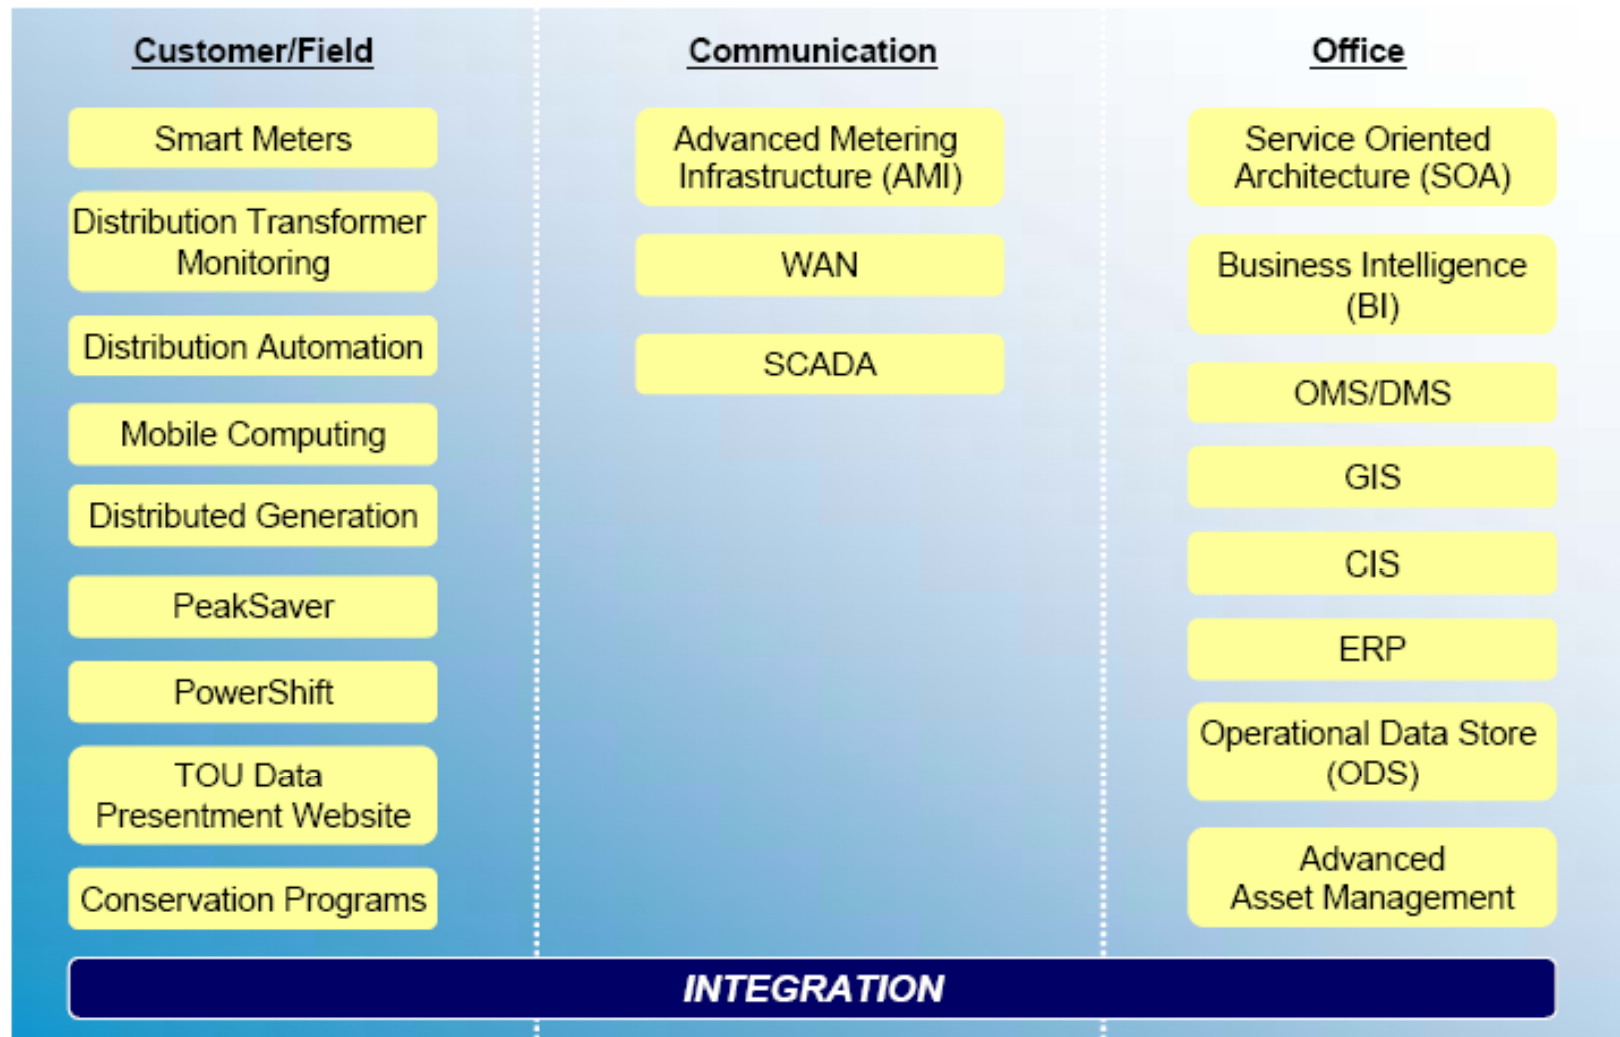 Customer/Field
Smart Meters
Distribution Transformer
Monitoring
Distribution Automation
Mobile Computing
Distributed Generation
PeakSaver
PowerShift
TOU Data
Presentment Website
Conservation Programs
Communication
Advanced Metering
Infrastructure (AMI)
WAN
SCADA
Office
Service Oriented
Architecture (SOA)
Business Intelligence
(BI)
OMS/DMS
GIS
CIS
ERP
Operational Data Store
(ODS)
Advanced
Asset Management
INTEGRATION